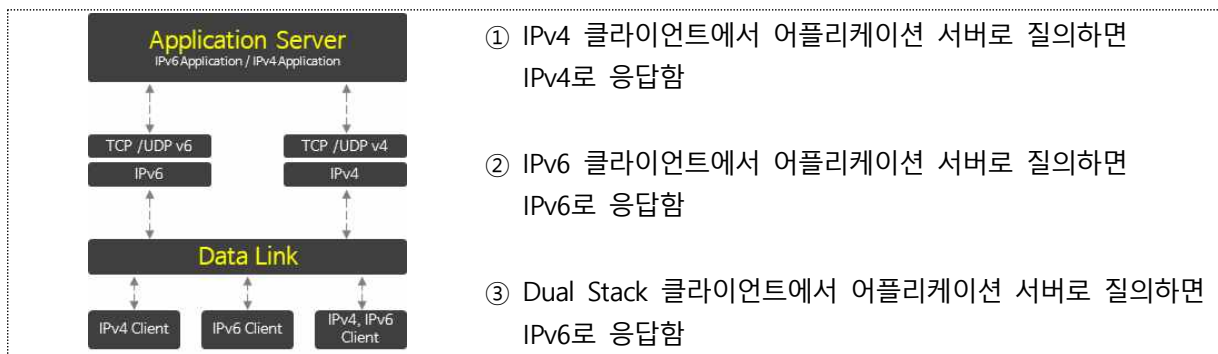 Application Server
IPv6 Application / IPv4 Application
TCP /UDP v6
TCP /UDP v4
IPv6
IPv4
Data Link
IPv4 Client
IPv6 Client
IPv4, IPv6
Client
① IPv4 클라이언트에서 어플리케이션 서버로 질의하면
IPv4로 응답함
② IPv6 클라이언트에서 어플리케이션 서버로 질의하면
IPv6로 응답함
③ Dual Stack 클라이언트에서 어플리케이션 서버로 질의하면
IPv6로 응답함